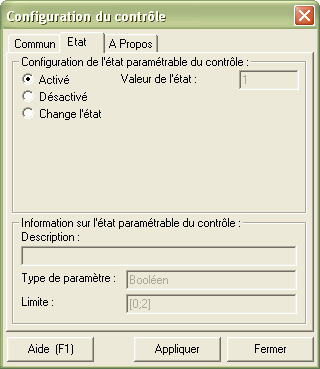 Configuration du contrôle
Commun Etat A Propos
Configuration de l'état paramétrable du contrôle :
Activé Valeur de l'état : 1
Désactivé
Change l'état
Information sur l'état paramétrable du contrôle :
Description :
Type de paramètre : Booléen
Limite : [0;2]
Aide (F1) Appliquer Fermer